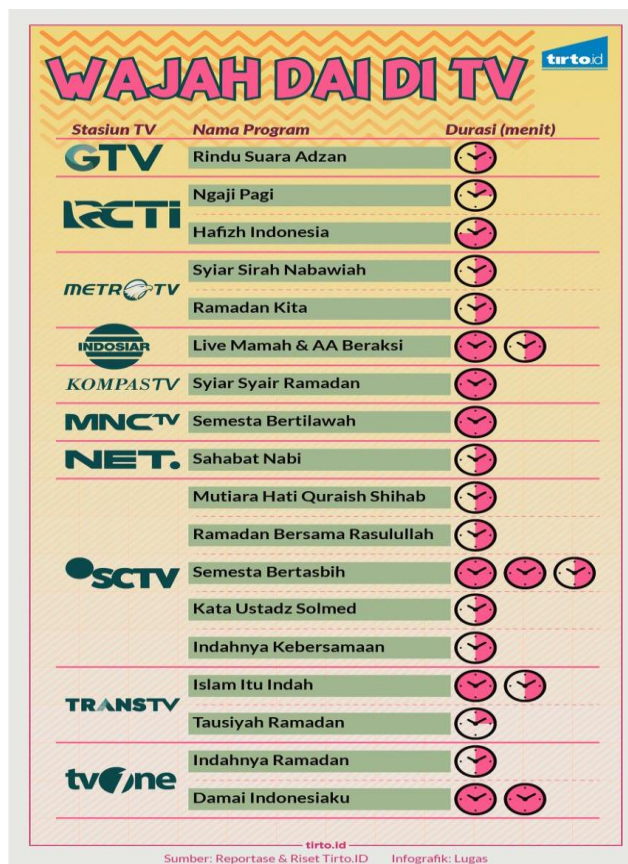 WAJAH DAI DI TV
tirto.id
Stasiun TV Nama Program Durasi (menit)
GTV Rindu Suara Adzan
RCTI
Ngaji Pagi
Hafizh Indonesia
METRO TV
Syiar Sirah Nabawiah
Ramadan Kita
INDOSIAR Live Mamah & AA Beraksi
KOMPASTV Syiar Syair Ramadan
MNCTV Semesta Bertilawah
NET. Sahabat Nabi
SCTV
Mutiara Hati Quraish Shihab
Ramadan Bersama Rasulullah
Semesta Bertasbih
Kata Ustadz Solmed
Indahnya Kebersamaan
TRANSTV
Islam Itu Indah
Tausiyah Ramadan
tvOne
Indahnya Ramadan
Damai Indonesiaku
tirto.id
Sumber: Reportase & Riset Tirto.ID Infografik: Lugas